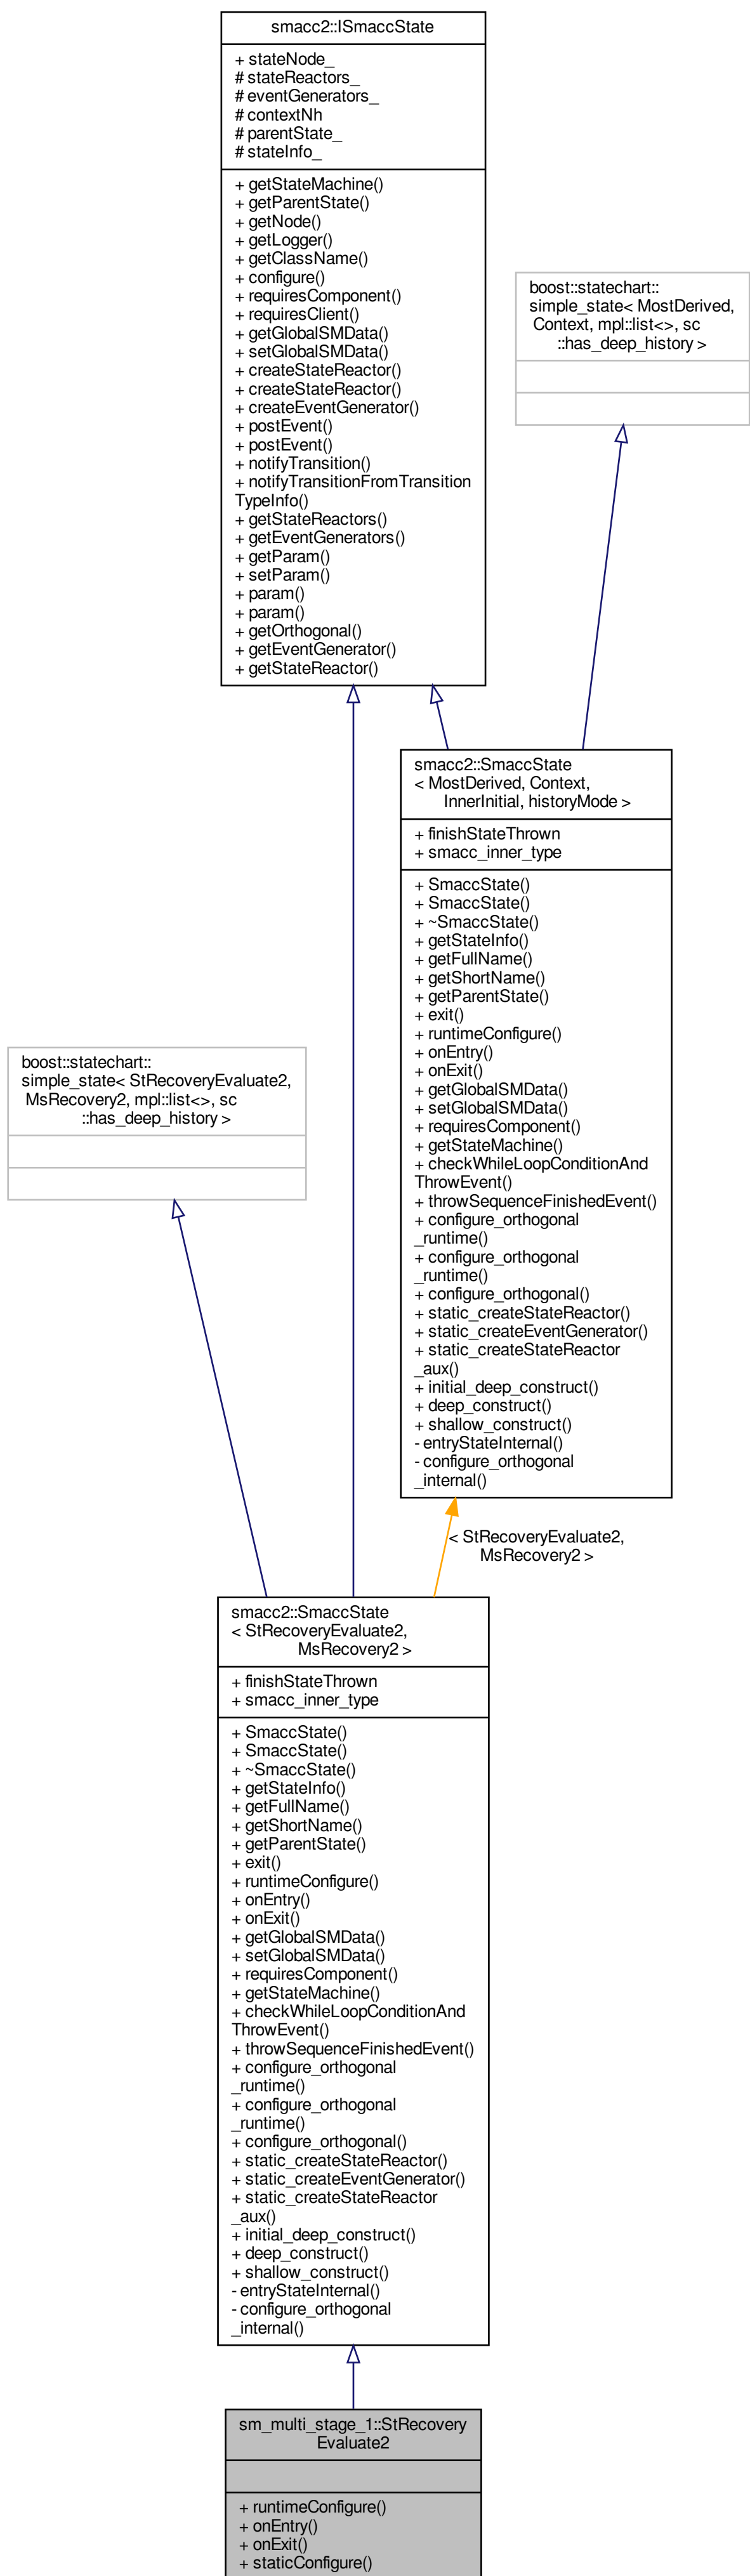 smacc2::ISmaccState
+ stateNode_
# stateReactors_
# eventGenerators_
# contextNh
# parentState_
# stateInfo_
+ getStateMachine()
+ getParentState()
+ getNode()
+ getLogger()
+ getClassName()
+ configure()
+ requiresComponent()
+ requiresClient()
+ getGlobalSMData()
+ setGlobalSMData()
+ createStateReactor()
+ createStateReactor()
+ createEventGenerator()
+ postEvent()
+ postEvent()
+ notifyTransition()
+ notifyTransitionFromTransition
TypeInfo()
+ getStateReactors()
+ getEventGenerators()
+ getParam()
+ setParam()
+ param()
+ param()
+ getOrthogonal()
+ getEventGenerator()
+ getStateReactor()
boost::statechart::
simple_state< MostDerived,
Context, mpl::list<>, sc
::has_deep_history >
smacc2::SmaccState
< MostDerived, Context,
InnerInitial, historyMode >
+ finishStateThrown
+ smacc_inner_type
+ SmaccState()
+ SmaccState()
+ ~SmaccState()
+ getStateInfo()
+ getFullName()
+ getShortName()
+ getParentState()
+ exit()
+ runtimeConfigure()
+ onEntry()
+ onExit()
+ getGlobalSMData()
+ setGlobalSMData()
+ requiresComponent()
+ getStateMachine()
+ checkWhileLoopConditionAnd
ThrowEvent()
+ throwSequenceFinishedEvent()
+ configure_orthogonal
_runtime()
+ configure_orthogonal
_runtime()
+ configure_orthogonal()
+ static_createStateReactor()
+ static_createEventGenerator()
+ static_createStateReactor
_aux()
+ initial_deep_construct()
+ deep_construct()
+ shallow_construct()
- entryStateInternal()
- configure_orthogonal
_internal()
boost::statechart::
simple_state< StRecoveryEvaluate2,
MsRecovery2, mpl::list<>, sc
::has_deep_history >
< StRecoveryEvaluate2,
MsRecovery2 >
smacc2::SmaccState
< StRecoveryEvaluate2,
MsRecovery2 >
+ finishStateThrown
+ smacc_inner_type
+ SmaccState()
+ SmaccState()
+ ~SmaccState()
+ getStateInfo()
+ getFullName()
+ getShortName()
+ getParentState()
+ exit()
+ runtimeConfigure()
+ onEntry()
+ onExit()
+ getGlobalSMData()
+ setGlobalSMData()
+ requiresComponent()
+ getStateMachine()
+ checkWhileLoopConditionAnd
ThrowEvent()
+ throwSequenceFinishedEvent()
+ configure_orthogonal
_runtime()
+ configure_orthogonal
_runtime()
+ configure_orthogonal()
+ static_createStateReactor()
+ static_createEventGenerator()
+ static_createStateReactor
_aux()
+ initial_deep_construct()
+ deep_construct()
+ shallow_construct()
- entryStateInternal()
- configure_orthogonal
_internal()
sm_multi_stage_1::StRecovery
Evaluate2
+ runtimeConfigure()
+ onEntry()
+ onExit()
+ staticConfigure()